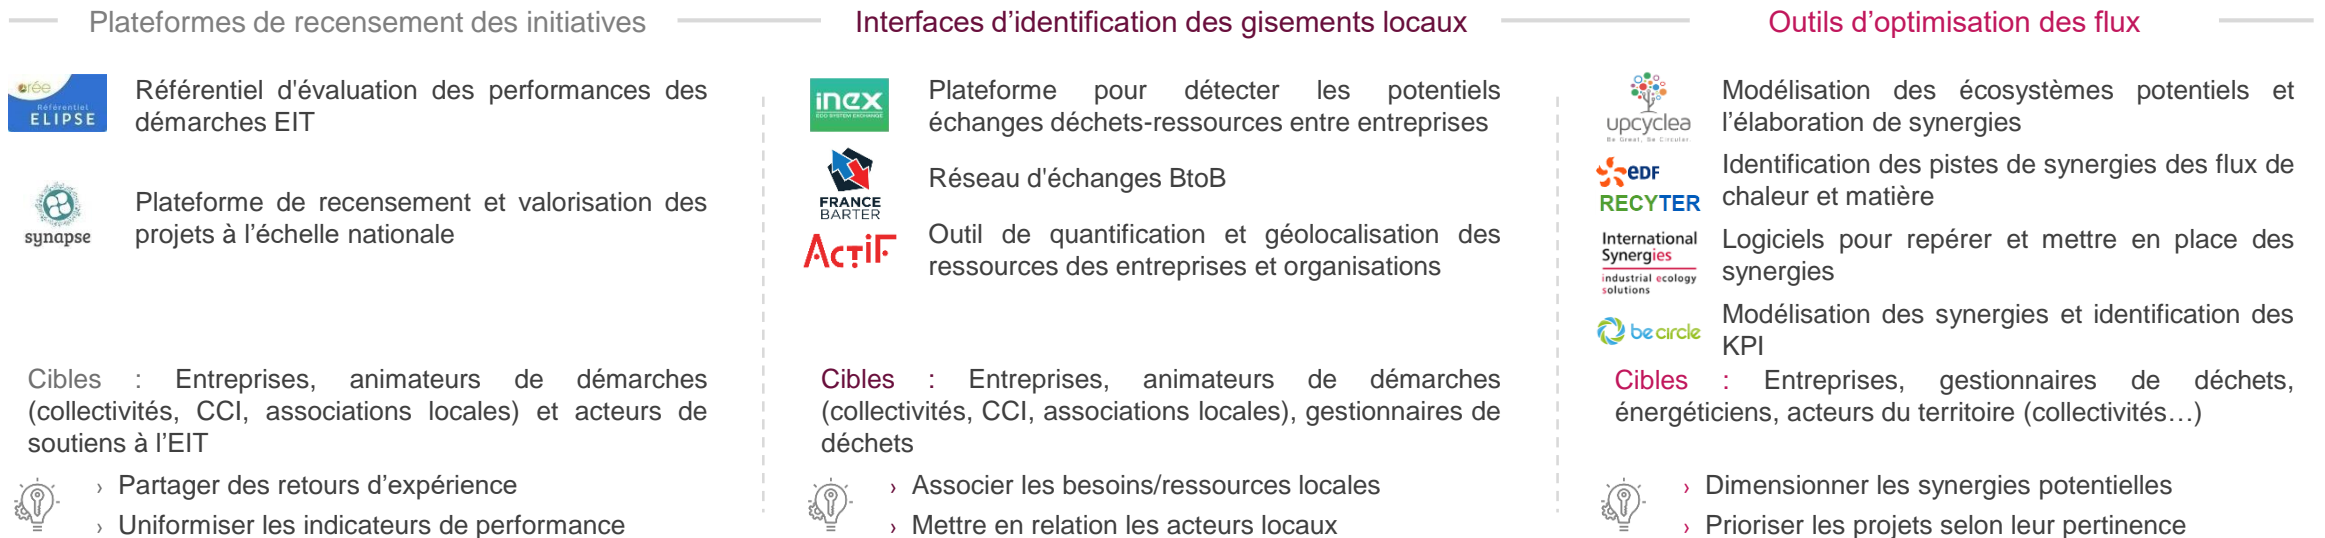 Plateformes de recensement des initiatives
orée
Référentiel
ELIPSE
Référentiel d'évaluation des performances des
démarches EIT
synapse
Plateforme de recensement et valorisation des
projets à l’échelle nationale
Cibles : Entreprises, animateurs de démarches
(collectivités, CCI, associations locales) et acteurs de
soutiens à l’EIT
› Partager des retours d’expérience
› Uniformiser les indicateurs de performance
Interfaces d’identification des gisements locaux
inex
ECO SYSTEM EXCHANGE
Plateforme pour détecter les potentiels
échanges déchets-ressources entre entreprises
FRANCE
BARTER
Réseau d'échanges BtoB
ACTIF
Outil de quantification et géolocalisation des
ressources des entreprises et organisations
Cibles : Entreprises, animateurs de démarches
(collectivités, CCI, associations locales), gestionnaires de
déchets
› Associer les besoins/ressources locales
› Mettre en relation les acteurs locaux
Outils d’optimisation des flux
upcyclea
Be Great, Be Circular.
Modélisation des écosystèmes potentiels et
l’élaboration de synergies
eDF
RECYTER
Identification des pistes de synergies des flux de
chaleur et matière
International
Synergies
industrial ecology
solutions
Logiciels pour repérer et mettre en place des
synergies
be circle
Modélisation des synergies et identification des
KPI
Cibles : Entreprises, gestionnaires de déchets,
énergéticiens, acteurs du territoire (collectivités…)
› Dimensionner les synergies potentielles
› Prioriser les projets selon leur pertinence